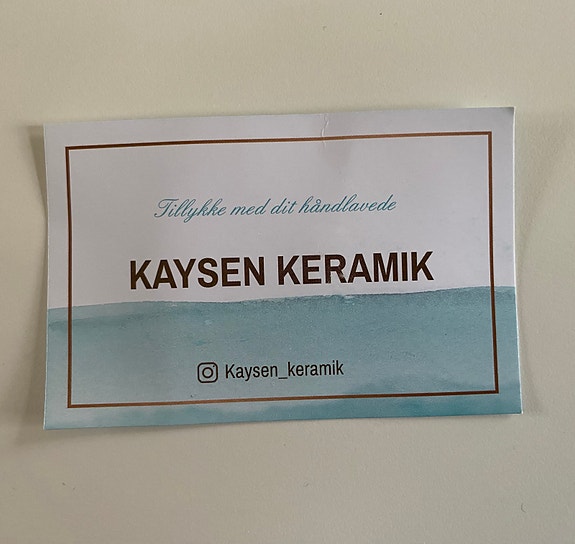 Tillykke med dit håndlavede
KAYSEN KERAMIK
Kaysen_keramik